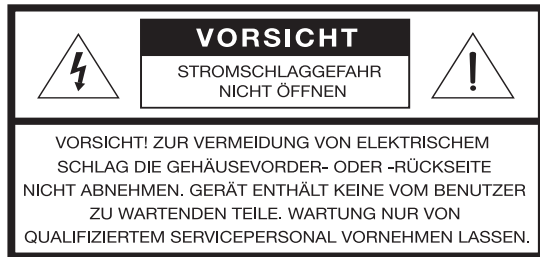 VORSICHT
STROMSCHLAGGEFAHR
NICHT ÖFFNEN
VORSICHT! ZUR VERMEIDUNG VON ELEKTRISCHEM
SCHLAG DIE GEHÄUSEVORDER- ODER -RÜCKSEITE
NICHT ABNEHMEN. GERÄT ENTHÄLT KEINE VOM BENUTZER
ZU WARTENDEN TEILE. WARTUNG NUR VON
QUALIFIZIERTEM SERVICEPERSONAL VORNEHMEN LASSEN.